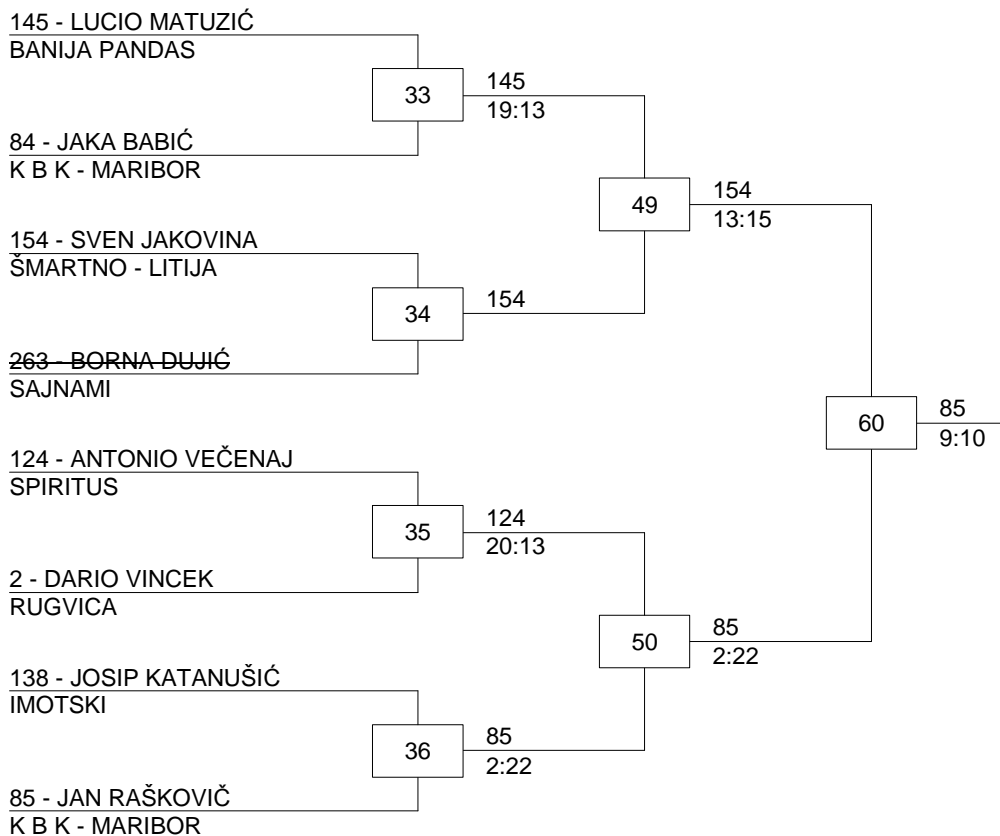 145 - LUCIO MATUZIĆ
BANIJA PANDAS
33
145
19:13
84 - JAKA BABIĆ
K B K - MARIBOR
49
154
13:15
154 - SVEN JAKOVINA
ŠMARTNO - LITIJA
34
154
263 - BORNA DUJIĆ
SAJNAMI
60
85
9:10
124 - ANTONIO VEČENAJ
SPIRITUS
35
124
20:13
2 - DARIO VINCEK
RUGVICA
50
85
2:22
138 - JOSIP KATANUŠIĆ
IMOTSKI
36
85
2:22
85 - JAN RAŠKOVIČ
K B K - MARIBOR